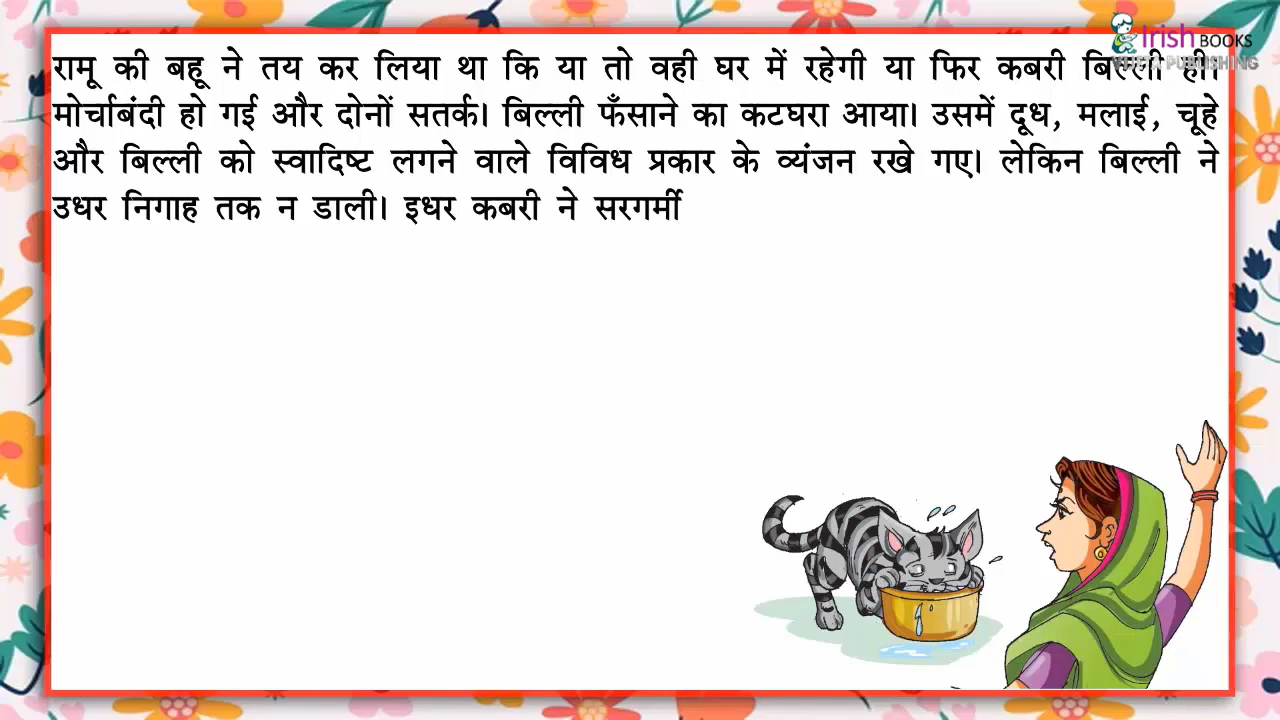 Irish BOOKS
रामू की बहू ने तय कर लिया था कि या तो वही घर में रहेगी या फिर कबरी बिल्ली ही।
मोर्चाबंदी हो गई और दोनों सतर्क। बिल्ली फँसाने का कटघरा आया। उसमें दूध, मलाई, चूहे
और बिल्ली को स्वादिष्ट लगने वाले विविध प्रकार के व्यंजन रखे गए। लेकिन बिल्ली ने
उधर निगाह तक न डाली। इधर कबरी ने सरगर्मी